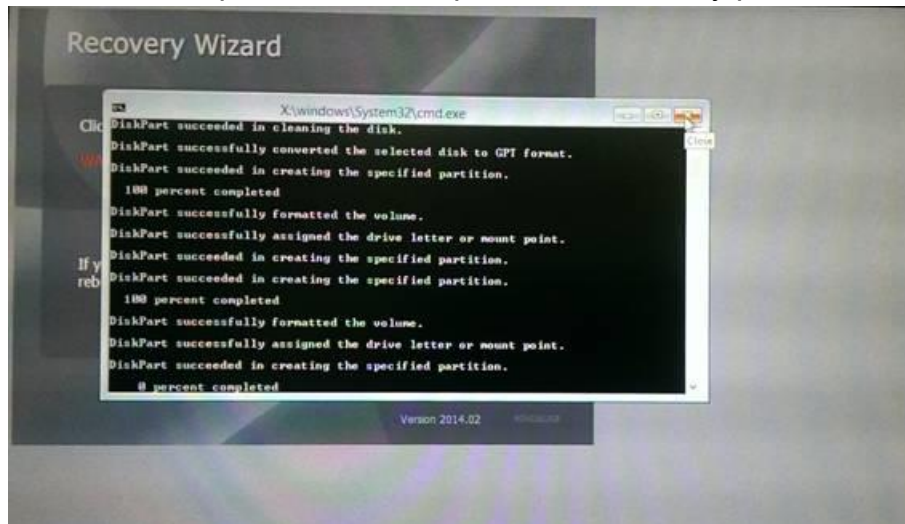 Recovery Wizard
X:\windows\System32\cmd.exe
Clic
DiskPart succeeded in cleaning the disk.
Close
DiskPart successfully converted the selected disk to GPT format.
WA
DiskPart succeeded in creating the specified partition.
100 percent completed
DiskPart successfully formatted the volume.
DiskPart successfully assigned the drive letter or mount point.
DiskPart succeeded in creating the specified partition.
If y
reb
DiskPart succeeded in creating the specified partition.
100 percent completed
DiskPart successfully formatted the volume.
DiskPart successfully assigned the drive letter or mount point.
DiskPart succeeded in creating the specified partition.
0 percent completed
Version 2014.02